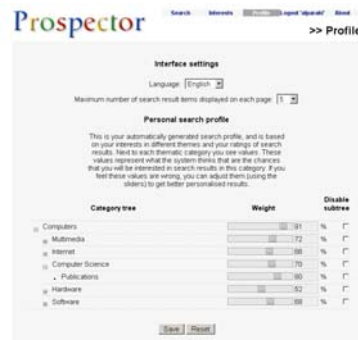 Prospector
Search Interests Profile Logout 'alparaki' About
>> Profile
Interface settings
Language: English
Maximum number of search result items displayed on each page: 5
Personal search profile
This is your automatically generated search profile, and is based
on your interests in different themes and your ratings of search
results. Next to each thematic category you see values. These
values represent what the system thinks that are the chances
that you will be interested in search results in this category. If you
feel these values are wrong, you can adjust them (using the
sliders) to get better personalised results.
Category tree Weight Disable subtree
Computers 91 %
Multimedia 72 %
Internet 66 %
Computer Science 70 %
Publications 80 %
Hardware 52 %
Software 68 %
Save Reset